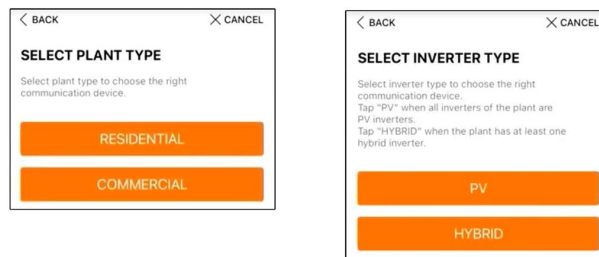 BACK
CANCEL
SELECT PLANT TYPE
Select plant type to choose the right
communication device.
RESIDENTIAL
COMMERCIAL
BACK
CANCEL
SELECT INVERTER TYPE
Select inverter type to choose the right
communication device.
Tap "PV" when all inverters of the plant are
PV inverters.
Tap "HYBRID" when the plant has at least one
hybrid inverter.
PV
HYBRID